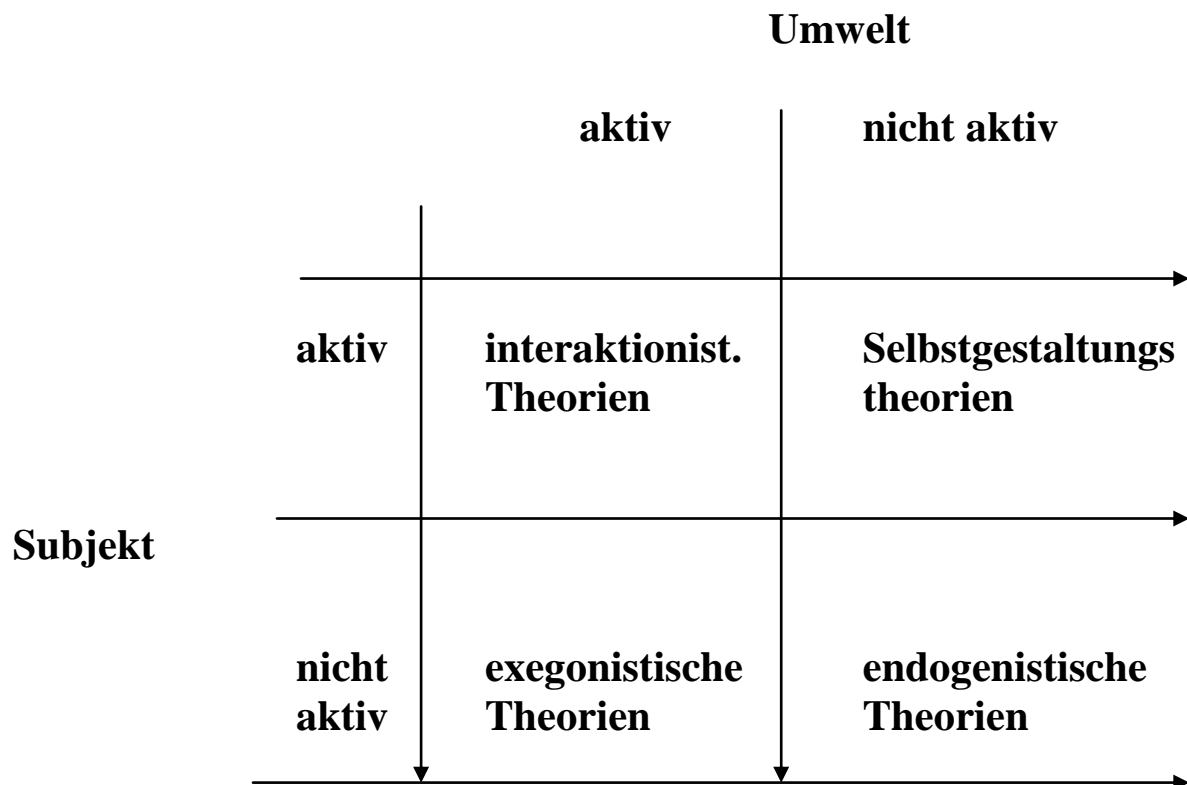 Umwelt
aktiv nicht aktiv
aktiv interaktionist. Selbstgestaltungs
Theorien theorien
Subjekt
nicht exegonistische endogenistische
aktiv Theorien Theorien